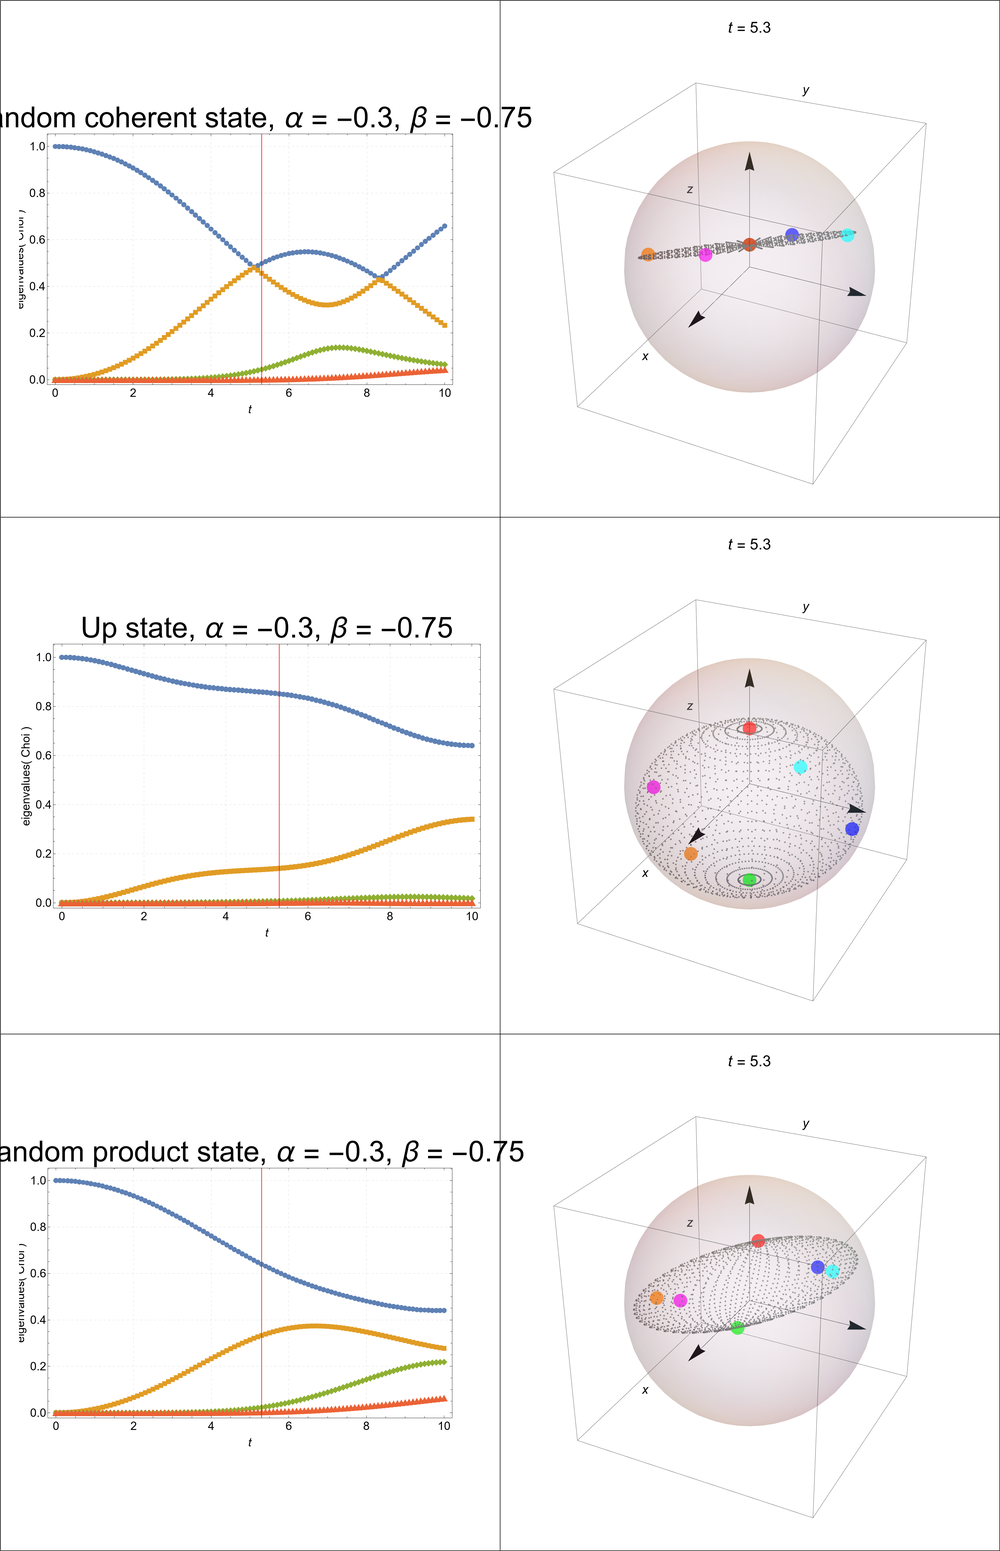 t = 5.3
y
andom coherent state, α = −0.3, β = −0.75
1.0
0.8
z
0.6
eigenvalues( Choi )
0.4
x
0.2
0.0
0 2 4 6 8 10
t
t = 5.3
y
Up state, α = −0.3, β = −0.75
1.0
0.8
z
0.6
eigenvalues( Choi )
0.4
x
0.2
0.0
0 2 4 6 8 10
t
t = 5.3
y
andom product state, α = −0.3, β = −0.75
1.0
0.8
z
0.6
eigenvalues( Choi )
0.4
x
0.2
0.0
0 2 4 6 8 10
t